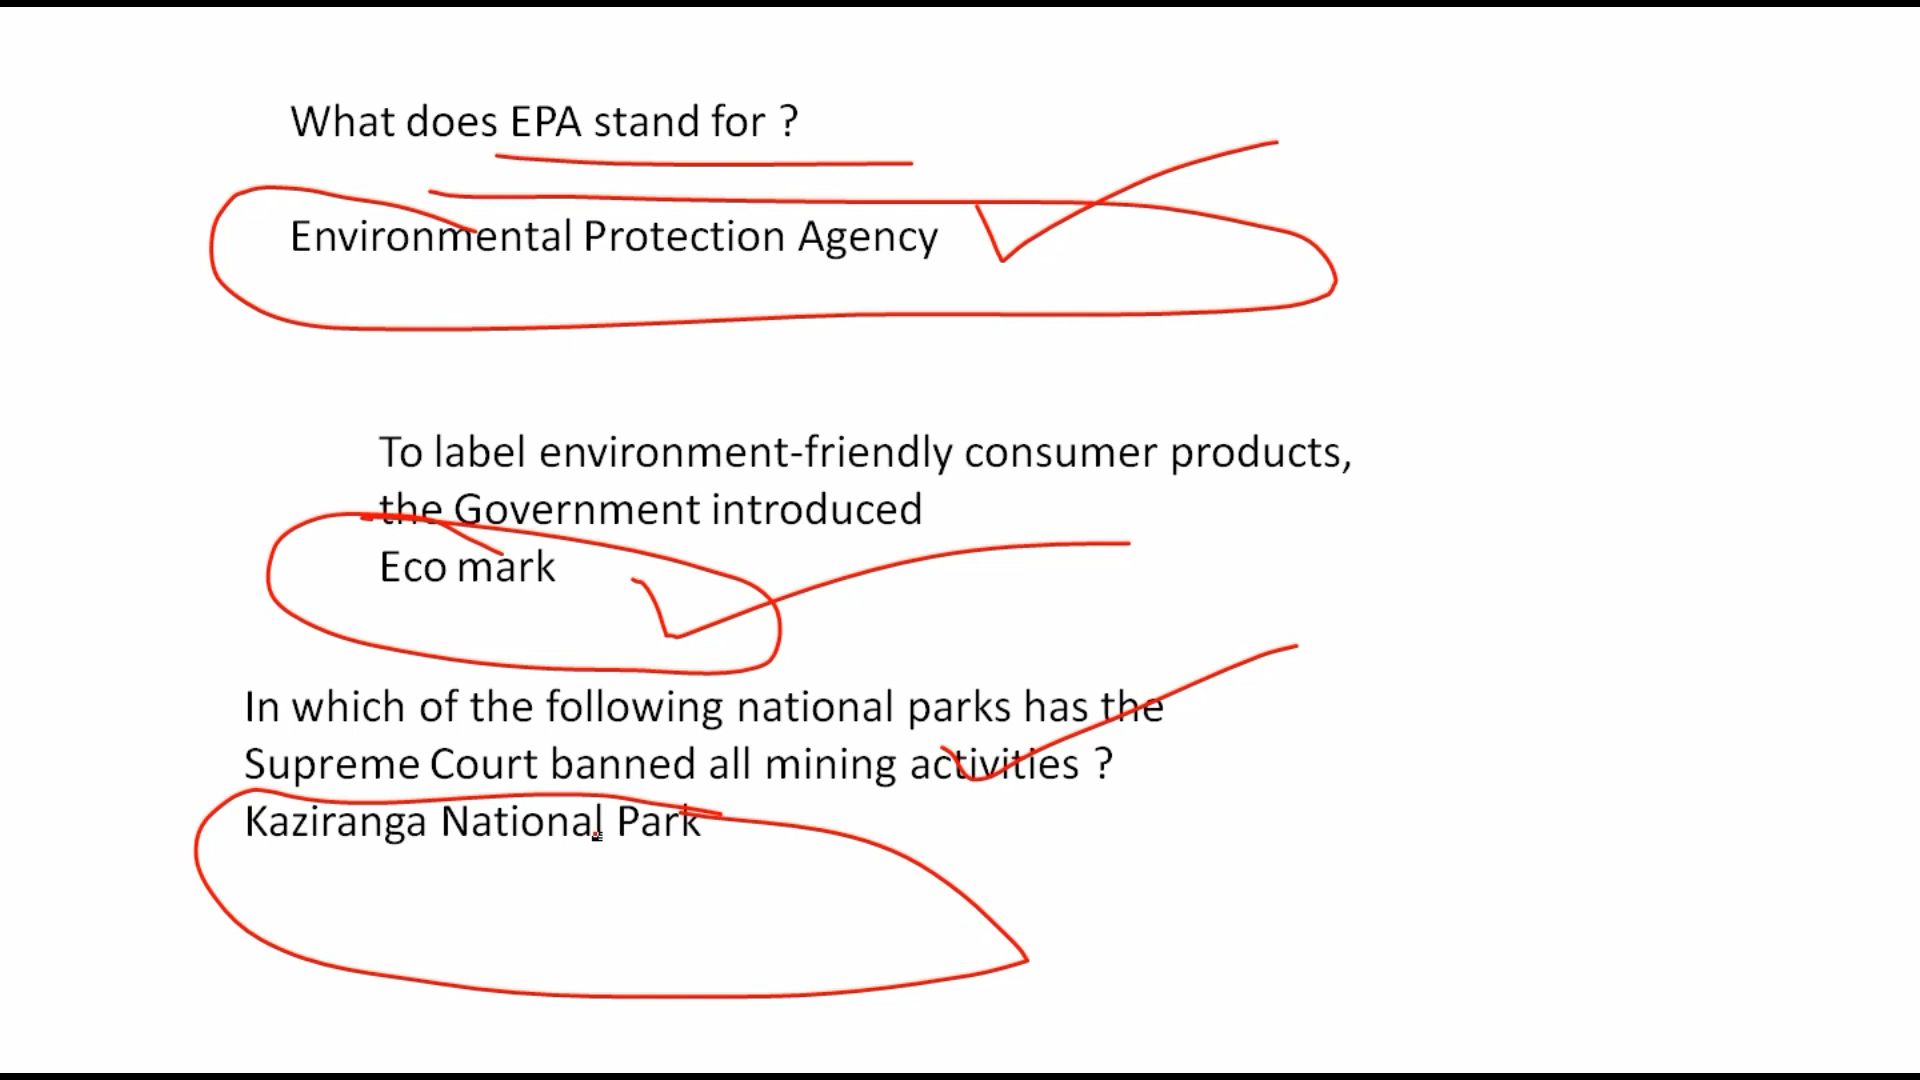 What does EPA stand for ?
Environmental Protection Agency
To label environment-friendly consumer products,
the Government introduced
Eco mark
In which of the following national parks has the
Supreme Court banned all mining activities ?
Kaziranga National Park